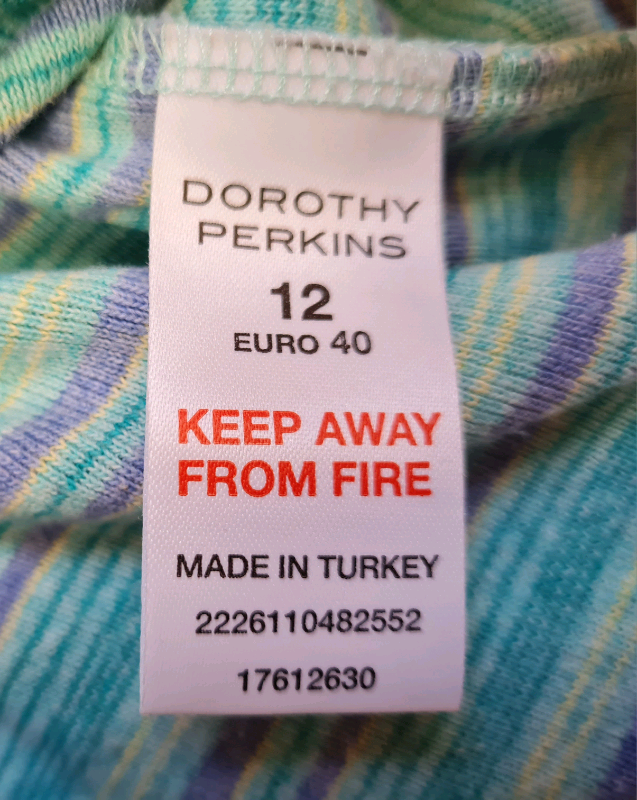 DOROTHY
PERKINS
12
EURO 40
KEEP AWAY
FROM FIRE
MADE IN TURKEY
2226110482552
17612630